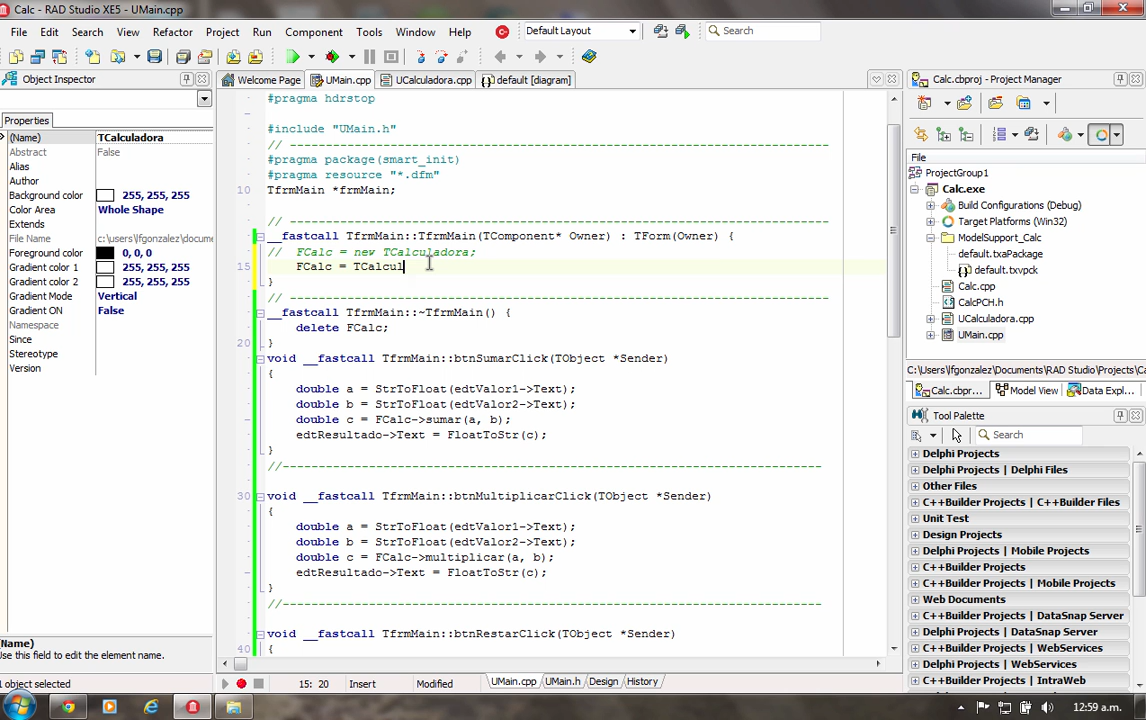 Calc - RAD Studio XE5 - UMain.cpp
File Edit Search View Refactor Project Run Component Tools Window Help Default Layout Search
Object Inspector
Properties
(Name) TCalculadora
Abstract False
Alias
Author
Background color 255, 255, 255
Color Area Whole Shape
Extends
File Name c:\users\lfgonzalez\docume
Foreground color 0, 0, 0
Gradient color 1 255, 255, 255
Gradient color 2 255, 255, 255
Gradient Mode Vertical
Gradient ON False
Namespace
Since
Stereotype
Version
(Name)
Use this field to edit the element name.
1 object selected
Welcome Page UMain.cpp UCalculadora.cpp default [diagram]
#pragma hdrstop
#include "UMain.h"
// ---------------------------------------------------------------------------
#pragma package(smart_init)
#pragma resource "*.dfm"
10 TfrmMain *frmMain;
// ---------------------------------------------------------------------------
__fastcall TfrmMain::TfrmMain(TComponent* Owner) : TForm(Owner) {
// FCalc = new TCalculadora;
15 FCalc = TCalcul
}
// ---------------------------------------------------------------------------
__fastcall TfrmMain::~TfrmMain() {
delete FCalc;
20 }
void __fastcall TfrmMain::btnSumarClick(TObject *Sender)
{
double a = StrToFloat(edtValor1->Text);
double b = StrToFloat(edtValor2->Text);
double c = FCalc->sumar(a, b);
edtResultado->Text = FloatToStr(c);
}
//---------------------------------------------------------------------------
30 void __fastcall TfrmMain::btnMultiplicarClick(TObject *Sender)
{
double a = StrToFloat(edtValor1->Text);
double b = StrToFloat(edtValor2->Text);
double c = FCalc->multiplicar(a, b);
edtResultado->Text = FloatToStr(c);
}
//---------------------------------------------------------------------------
void __fastcall TfrmMain::btnRestarClick(TObject *Sender)
40 {
15: 20 Insert Modified UMain.cpp UMain.h Design History
Calc.cbproj - Project Manager
File
ProjectGroup1
Calc.exe
Build Configurations (Debug)
Target Platforms (Win32)
ModelSupport_Calc
default.txaPackage
default.txvpck
Calc.cpp
CalcPCH.h
UCalculadora.cpp
UMain.cpp
C:\Users\lfgonzalez\Documents\RAD Studio\Projects\Ca
Calc.cbpr... Model View Data Expl...
Tool Palette
Search
Delphi Projects
Delphi Projects | Delphi Files
Other Files
C++Builder Projects | C++Builder Files
Unit Test
Design Projects
Delphi Projects | Mobile Projects
C++Builder Projects
C++Builder Projects | Mobile Projects
Web Documents
C++Builder Projects | DataSnap Server
Delphi Projects | DataSnap Server
C++Builder Projects | WebServices
Delphi Projects | WebServices
C++Builder Projects | IntraWeb
12:59 a.m.